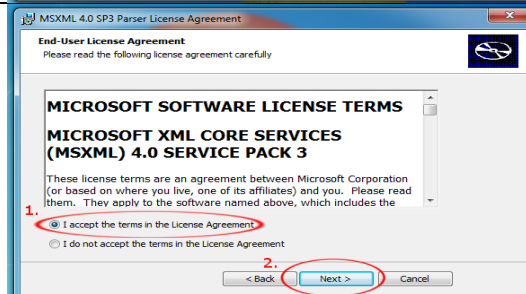 MSXML 4.0 SP3 Parser License Agreement
End-User License Agreement
Please read the following license agreement carefully
MICROSOFT SOFTWARE LICENSE TERMS
MICROSOFT XML CORE SERVICES
(MSXML) 4.0 SERVICE PACK 3
These license terms are an agreement between Microsoft Corporation
(or based on where you live, one of its affiliates) and you. Please read
them. They apply to the software named above, which includes the
1.
I accept the terms in the License Agreement
I do not accept the terms in the License Agreement
2.
< Back Next > Cancel